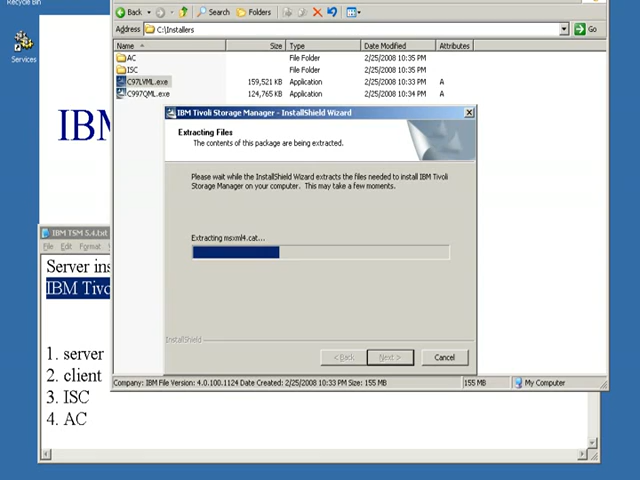 Recycle Bin
Back Search Folders
Address C:\Installers Go
Name Size Type Date Modified Attributes
AC File Folder 2/25/2008 10:35 PM
ISC File Folder 2/25/2008 10:35 PM
C97LVML.exe 159,521 KB Application 2/25/2008 10:33 PM A
C997QML.exe 124,765 KB Application 2/25/2008 10:34 PM A
Services
IBM
IBM Tivoli Storage Manager - InstallShield Wizard
Extracting Files
The contents of this package are being extracted.
Please wait while the InstallShield Wizard extracts the files needed to install IBM Tivoli
Storage Manager on your computer. This may take a few moments.
Extracting msxml4.cat...
InstallShield
< Back Next > Cancel
Company: IBM File Version: 4.0.100.1124 Date Created: 2/25/2008 10:33 PM Size: 155 MB 155 MB My Computer
IBM TSM 5.4.txt
File Edit Format
Server ins
IBM Tivo
1. server
2. client
3. ISC
4. AC